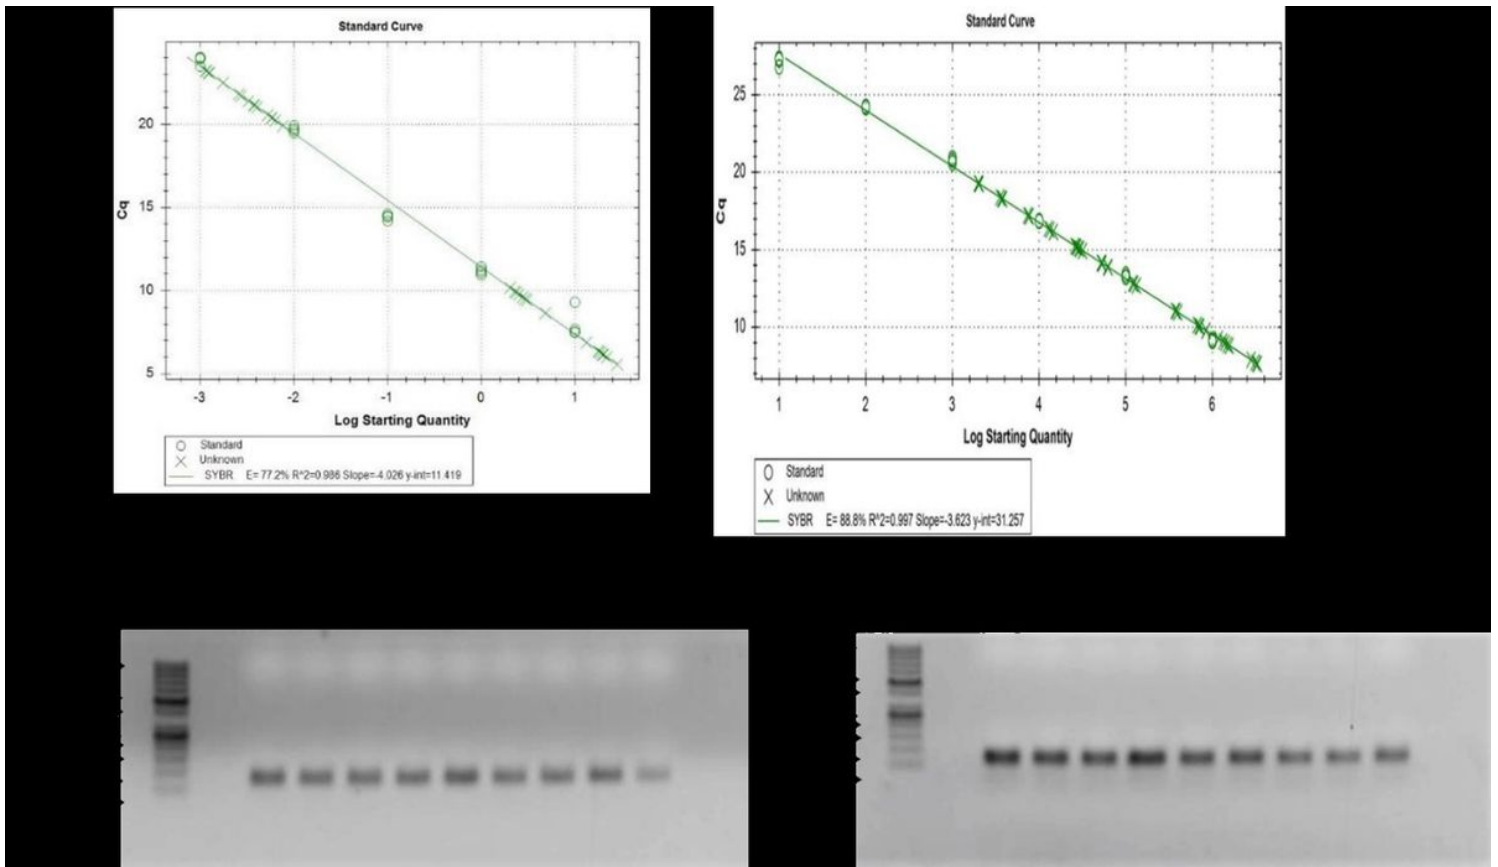 Standard Curve
Cq
20
15
10
5
-3 -2 -1 0 1
Log Starting Quantity
Standard
Unknown
SYBR E= 77.2% R^2=0.986 Slope=-4.026 y-int=11.419
Standard Curve
Cq
25
20
15
10
1 2 3 4 5 6
Log Starting Quantity
Standard
Unknown
SYBR E= 88.8% R^2=0.997 Slope=-3.623 y-int=31.257